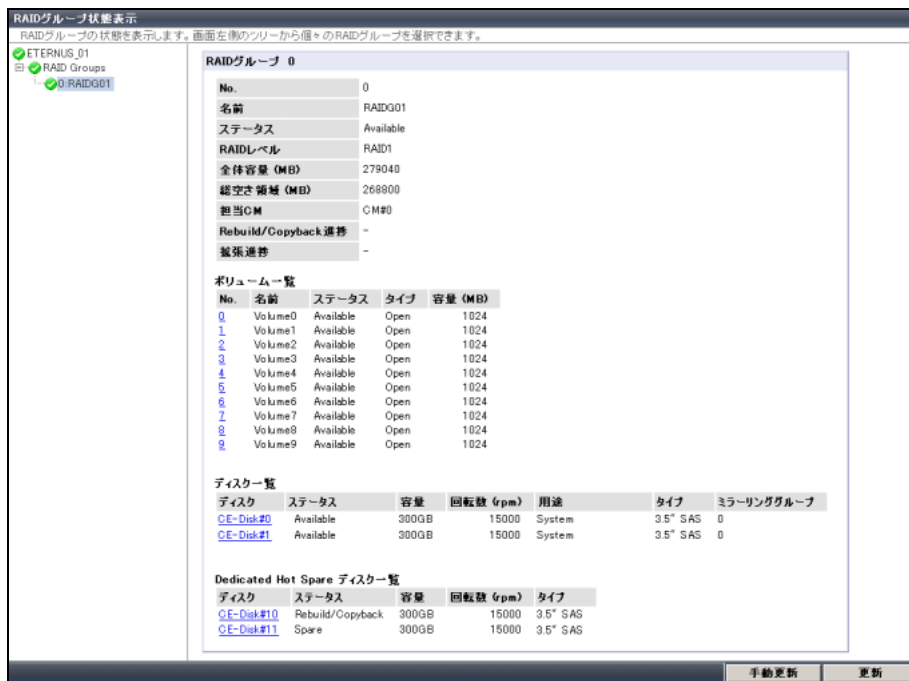 RAIDグループ状態表示
RAIDグループの状態を表示します。画面左側のツリーから個々のRAIDグループを選択できます。
ETERNUS_01
RAID Groups
0:RAIDG01
RAIDグループ 0
No. 0
名前 RAIDG01
ステータス Available
RAIDレベル RAID1
全体容量 (MB) 279040
総空き領域 (MB) 268800
担当CM CM#0
Rebuild/Copyback進捗 -
拡張進捗 -
ボリューム一覧
No. 名前 ステータス タイプ 容量 (MB)
0 Volume0 Available Open 1024
1 Volume1 Available Open 1024
2 Volume2 Available Open 1024
3 Volume3 Available Open 1024
4 Volume4 Available Open 1024
5 Volume5 Available Open 1024
6 Volume6 Available Open 1024
7 Volume7 Available Open 1024
8 Volume8 Available Open 1024
9 Volume9 Available Open 1024
ディスク一覧
ディスク ステータス 容量 回転数 (rpm) 用途 タイプ ミラーリンググループ
CE-Disk#0 Available 300GB 15000 System 3.5" SAS 0
CE-Disk#1 Available 300GB 15000 System 3.5" SAS 0
Dedicated Hot Spare ディスク一覧
ディスク ステータス 容量 回転数 (rpm) タイプ
CE-Disk#10 Rebuild/Copyback 300GB 15000 3.5" SAS
CE-Disk#11 Spare 300GB 15000 3.5" SAS
手動更新 更新